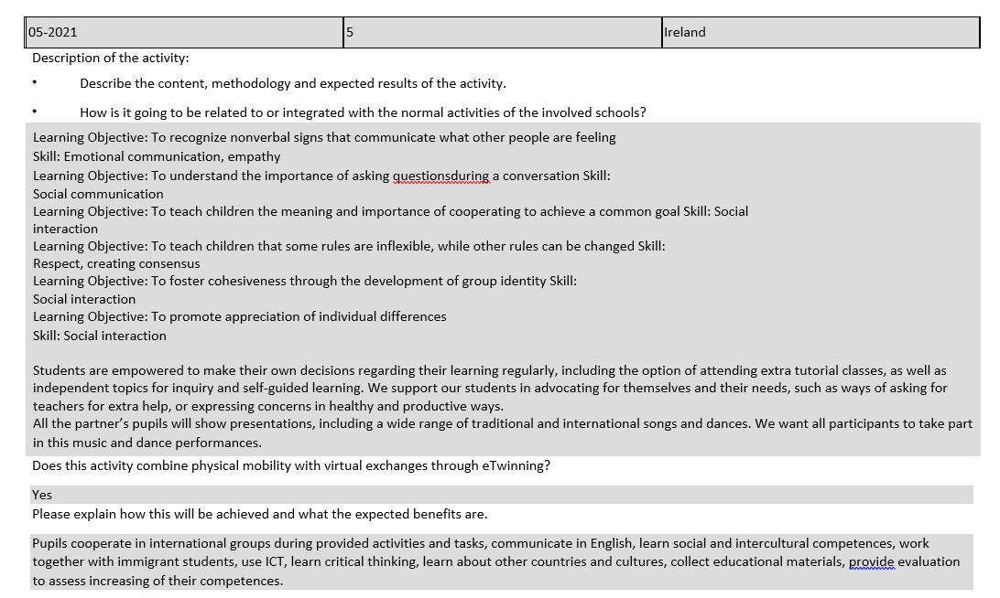 05-2021 5 Ireland
Description of the activity:
• Describe the content, methodology and expected results of the activity.
• How is it going to be related to or integrated with the normal activities of the involved schools?
Learning Objective: To recognize nonverbal signs that communicate what other people are feeling
Skill: Emotional communication, empathy
Learning Objective: To understand the importance of asking questionsduring a conversation Skill:
Social communication
Learning Objective: To teach children the meaning and importance of cooperating to achieve a common goal Skill: Social
interaction
Learning Objective: To teach children that some rules are inflexible, while other rules can be changed Skill:
Respect, creating consensus
Learning Objective: To foster cohesiveness through the development of group identity Skill:
Social interaction
Learning Objective: To promote appreciation of individual differences
Skill: Social interaction
Students are empowered to make their own decisions regarding their learning regularly, including the option of attending extra tutorial classes, as well as
independent topics for inquiry and self-guided learning. We support our students in advocating for themselves and their needs, such as ways of asking for
teachers for extra help, or expressing concerns in healthy and productive ways.
All the partner’s pupils will show presentations, including a wide range of traditional and international songs and dances. We want all participants to take part
in this music and dance performances.
Does this activity combine physical mobility with virtual exchanges through eTwinning?
Yes
Please explain how this will be achieved and what the expected benefits are.
Pupils cooperate in international groups during provided activities and tasks, communicate in English, learn social and intercultural competences, work
together with immigrant students, use ICT, learn critical thinking, learn about other countries and cultures, collect educational materials, provide evaluation
to assess increasing of their competences.